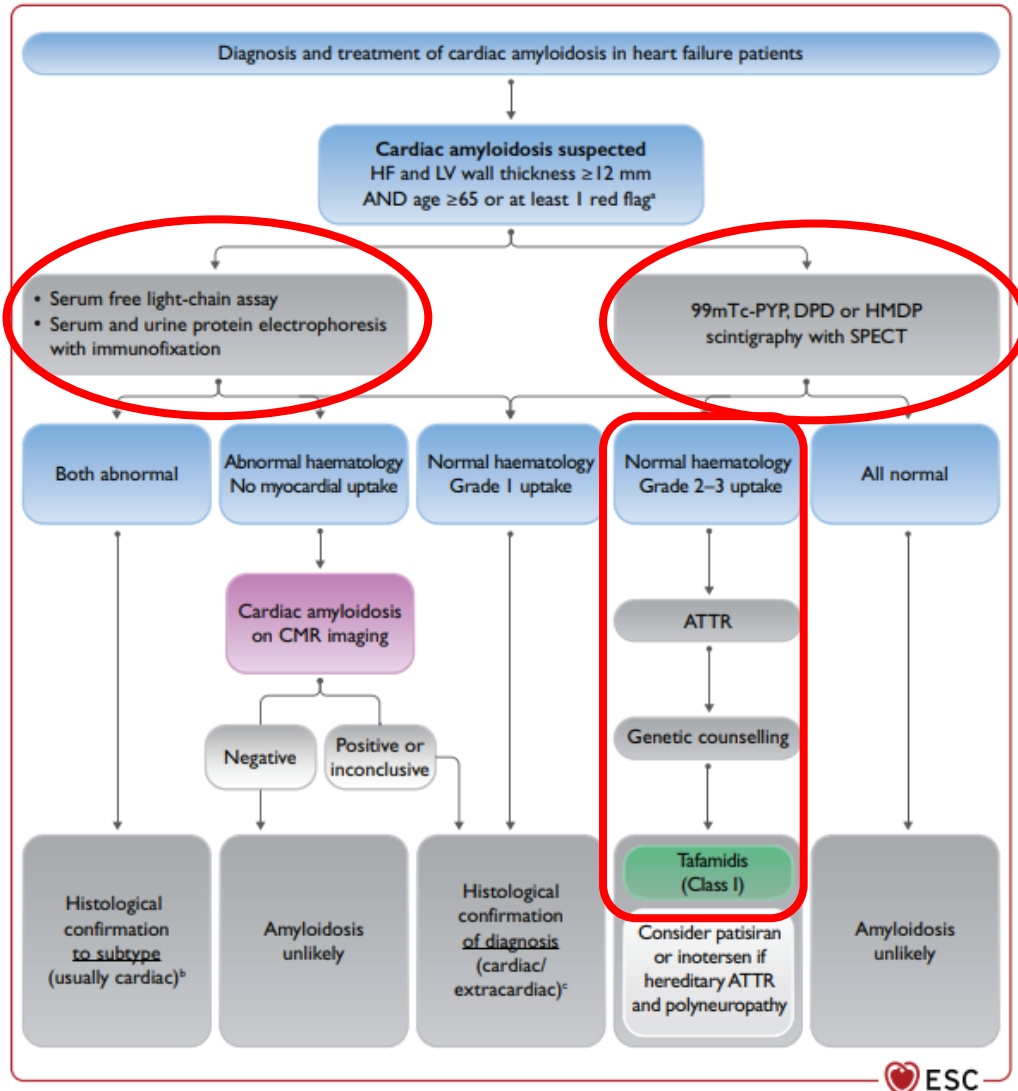 Diagnosis and treatment of cardiac amyloidosis in heart failure patients
Cardiac amyloidosis suspected
HF and LV wall thickness ≥12 mm
AND age ≥65 or at least 1 red flagᵃ
• Serum free light-chain assay
• Serum and urine protein electrophoresis
with immunofixation
99mTc-PYP, DPD or HMDP
scintigraphy with SPECT
Both abnormal
Abnormal haematology
No myocardial uptake
Normal haematology
Grade 1 uptake
Normal haematology
Grade 2–3 uptake
All normal
Cardiac amyloidosis
on CMR imaging
ATTR
Genetic counselling
Negative
Positive or
inconclusive
Histological
confirmation
to subtype
(usually cardiac)ᵇ
Amyloidosis
unlikely
Histological
confirmation
of diagnosis
(cardiac/
extracardiac)ᶜ
Tafamidis
(Class I)
Consider patisiran
or inotersen if
hereditary ATTR
and polyneuropathy
Amyloidosis
unlikely
ESC